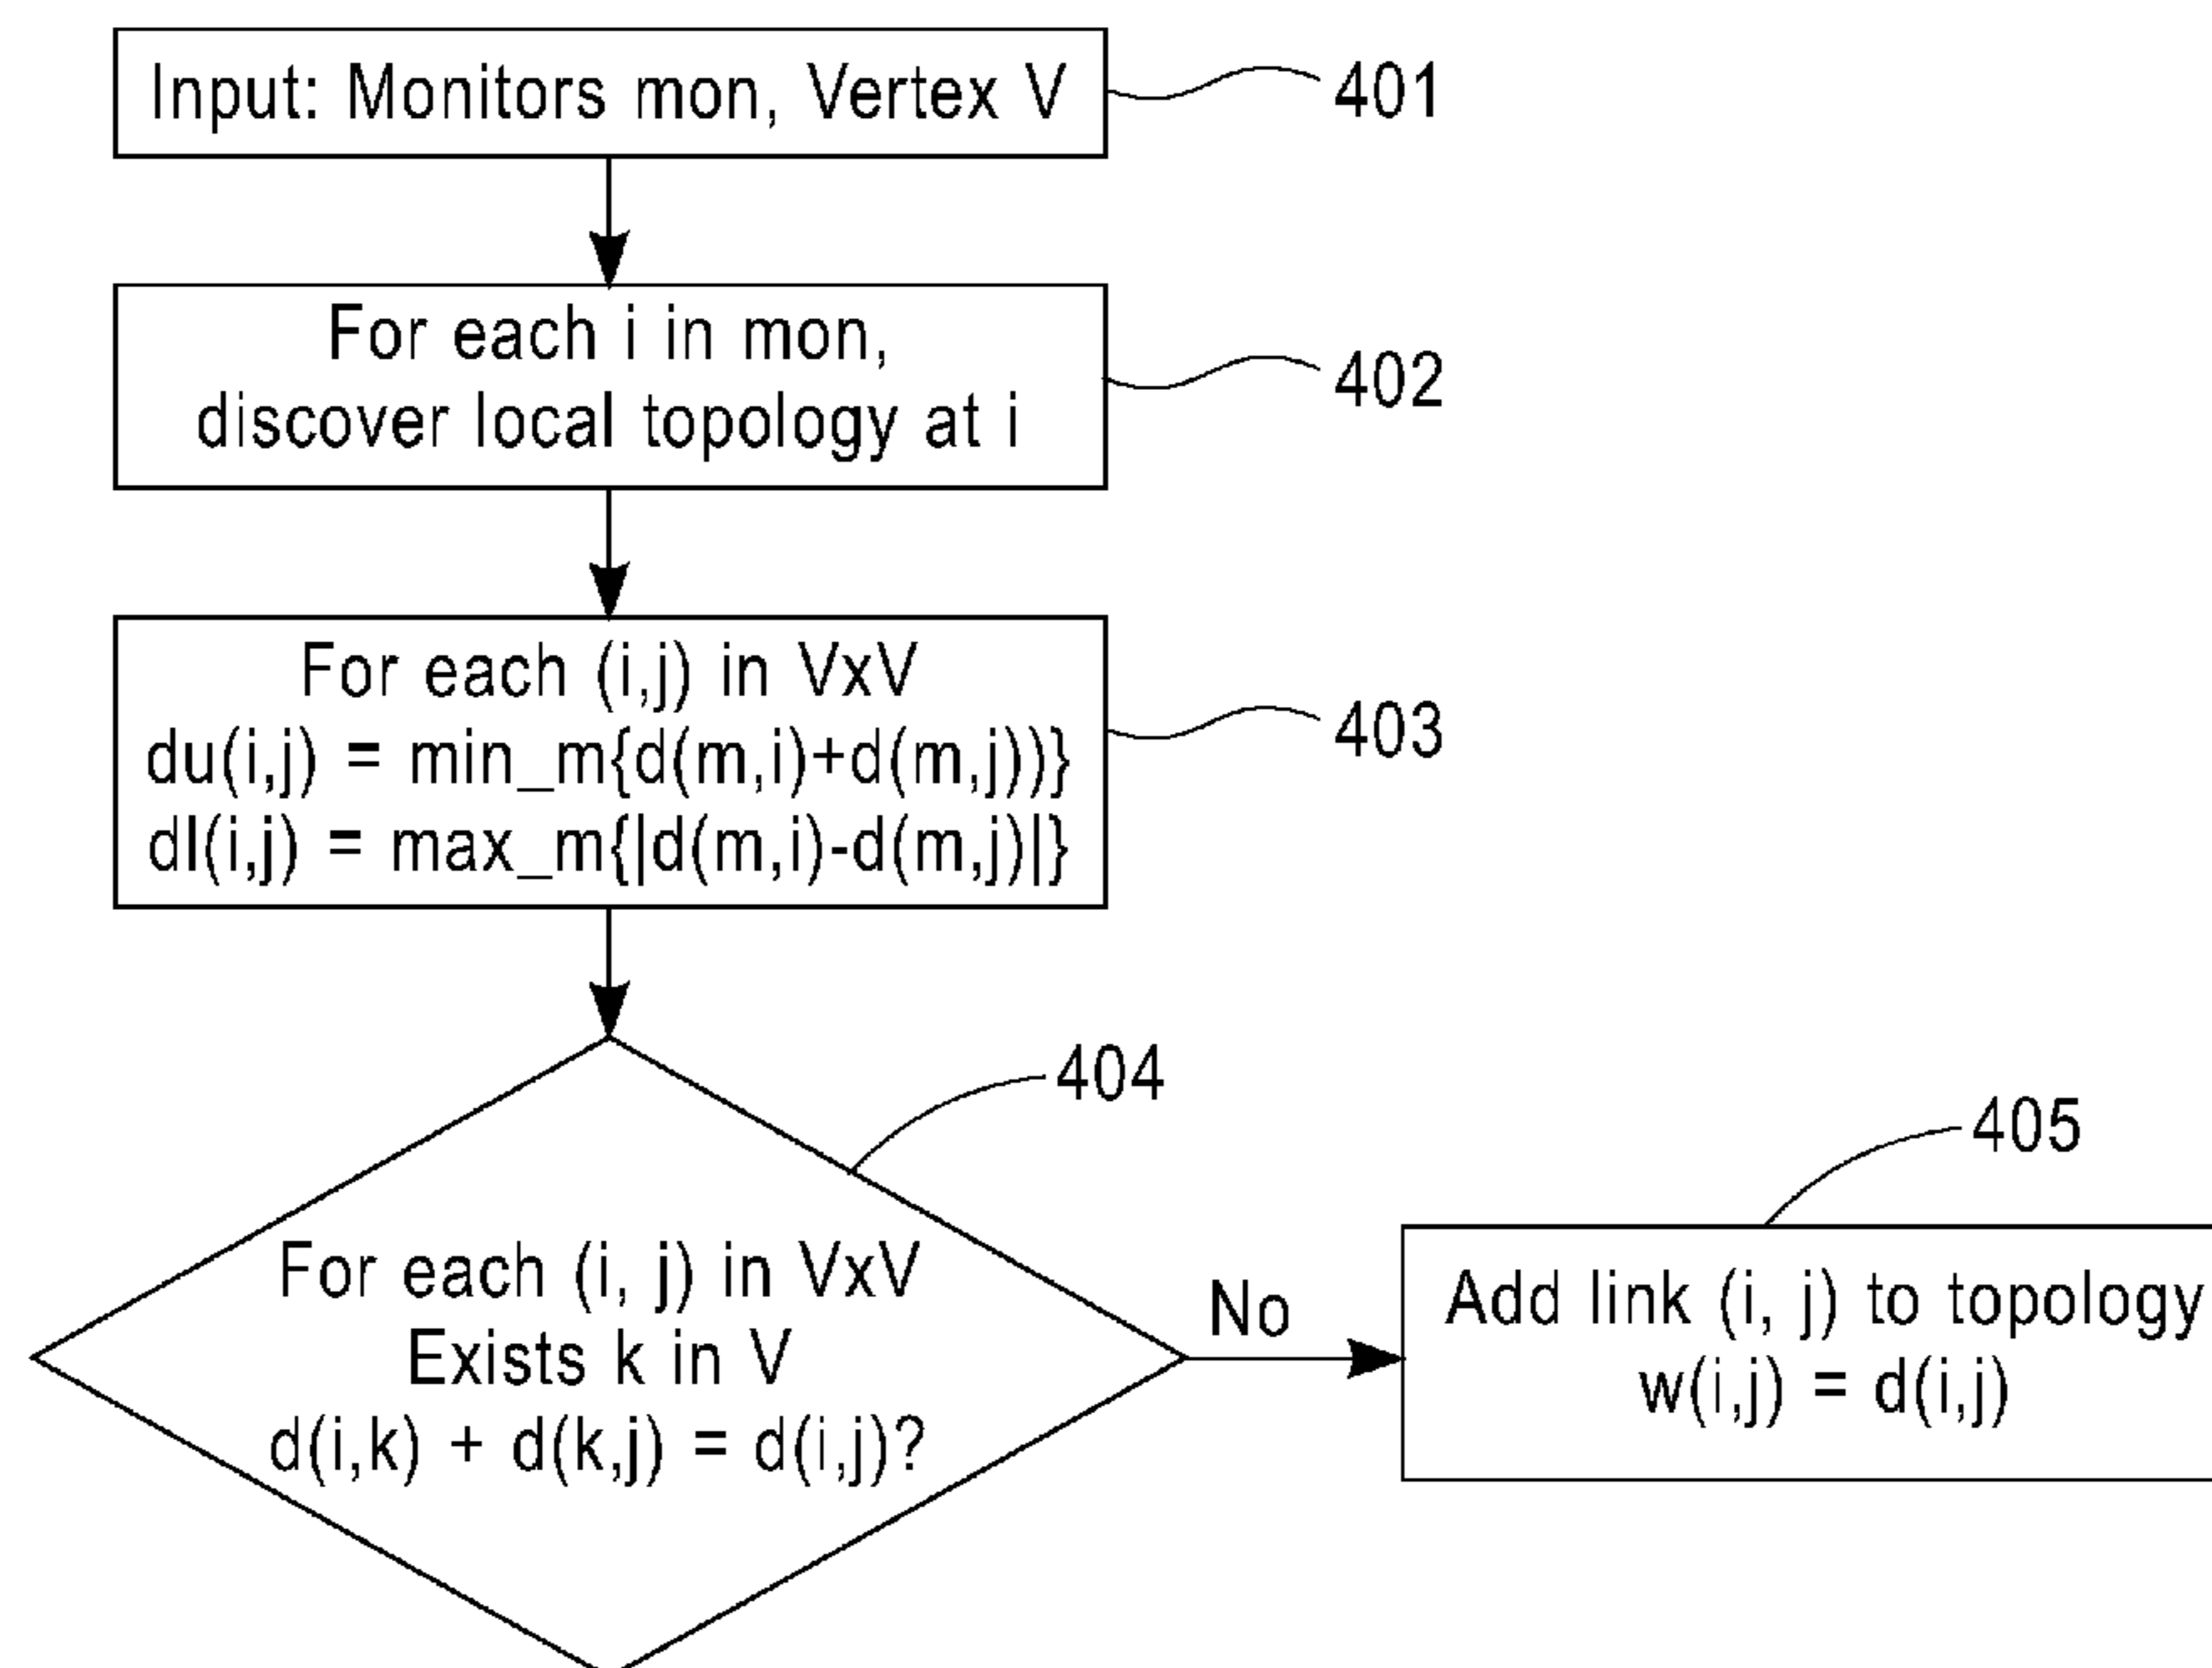 Input: Monitors mon, Vertex V
401
For each i in mon,
discover local topology at i
402
For each (i,j) in VxV
du(i,j) = min_m{d(m,i)+d(m,j))}
dl(i,j) = max_m{|d(m,i)-d(m,j)|}
403
404
For each (i, j) in VxV
Exists k in V
d(i,k) + d(k,j) = d(i,j)?
No
405
Add link (i, j) to topology
w(i,j) = d(i,j)